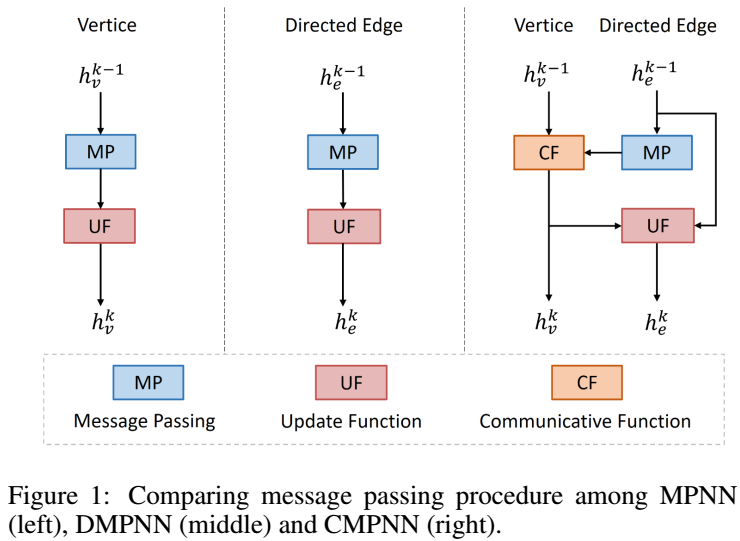 Vertice
Directed Edge
Vertice Directed Edge
h_v^{k-1}
h_e^{k-1}
h_v^{k-1}
h_e^{k-1}
MP
MP
CF
MP
UF
UF
UF
h_v^k
h_e^k
h_v^k
h_e^k
MP
UF
CF
Message Passing
Update Function
Communicative Function
Figure 1: Comparing message passing procedure among MPNN
(left), DMPNN (middle) and CMPNN (right).